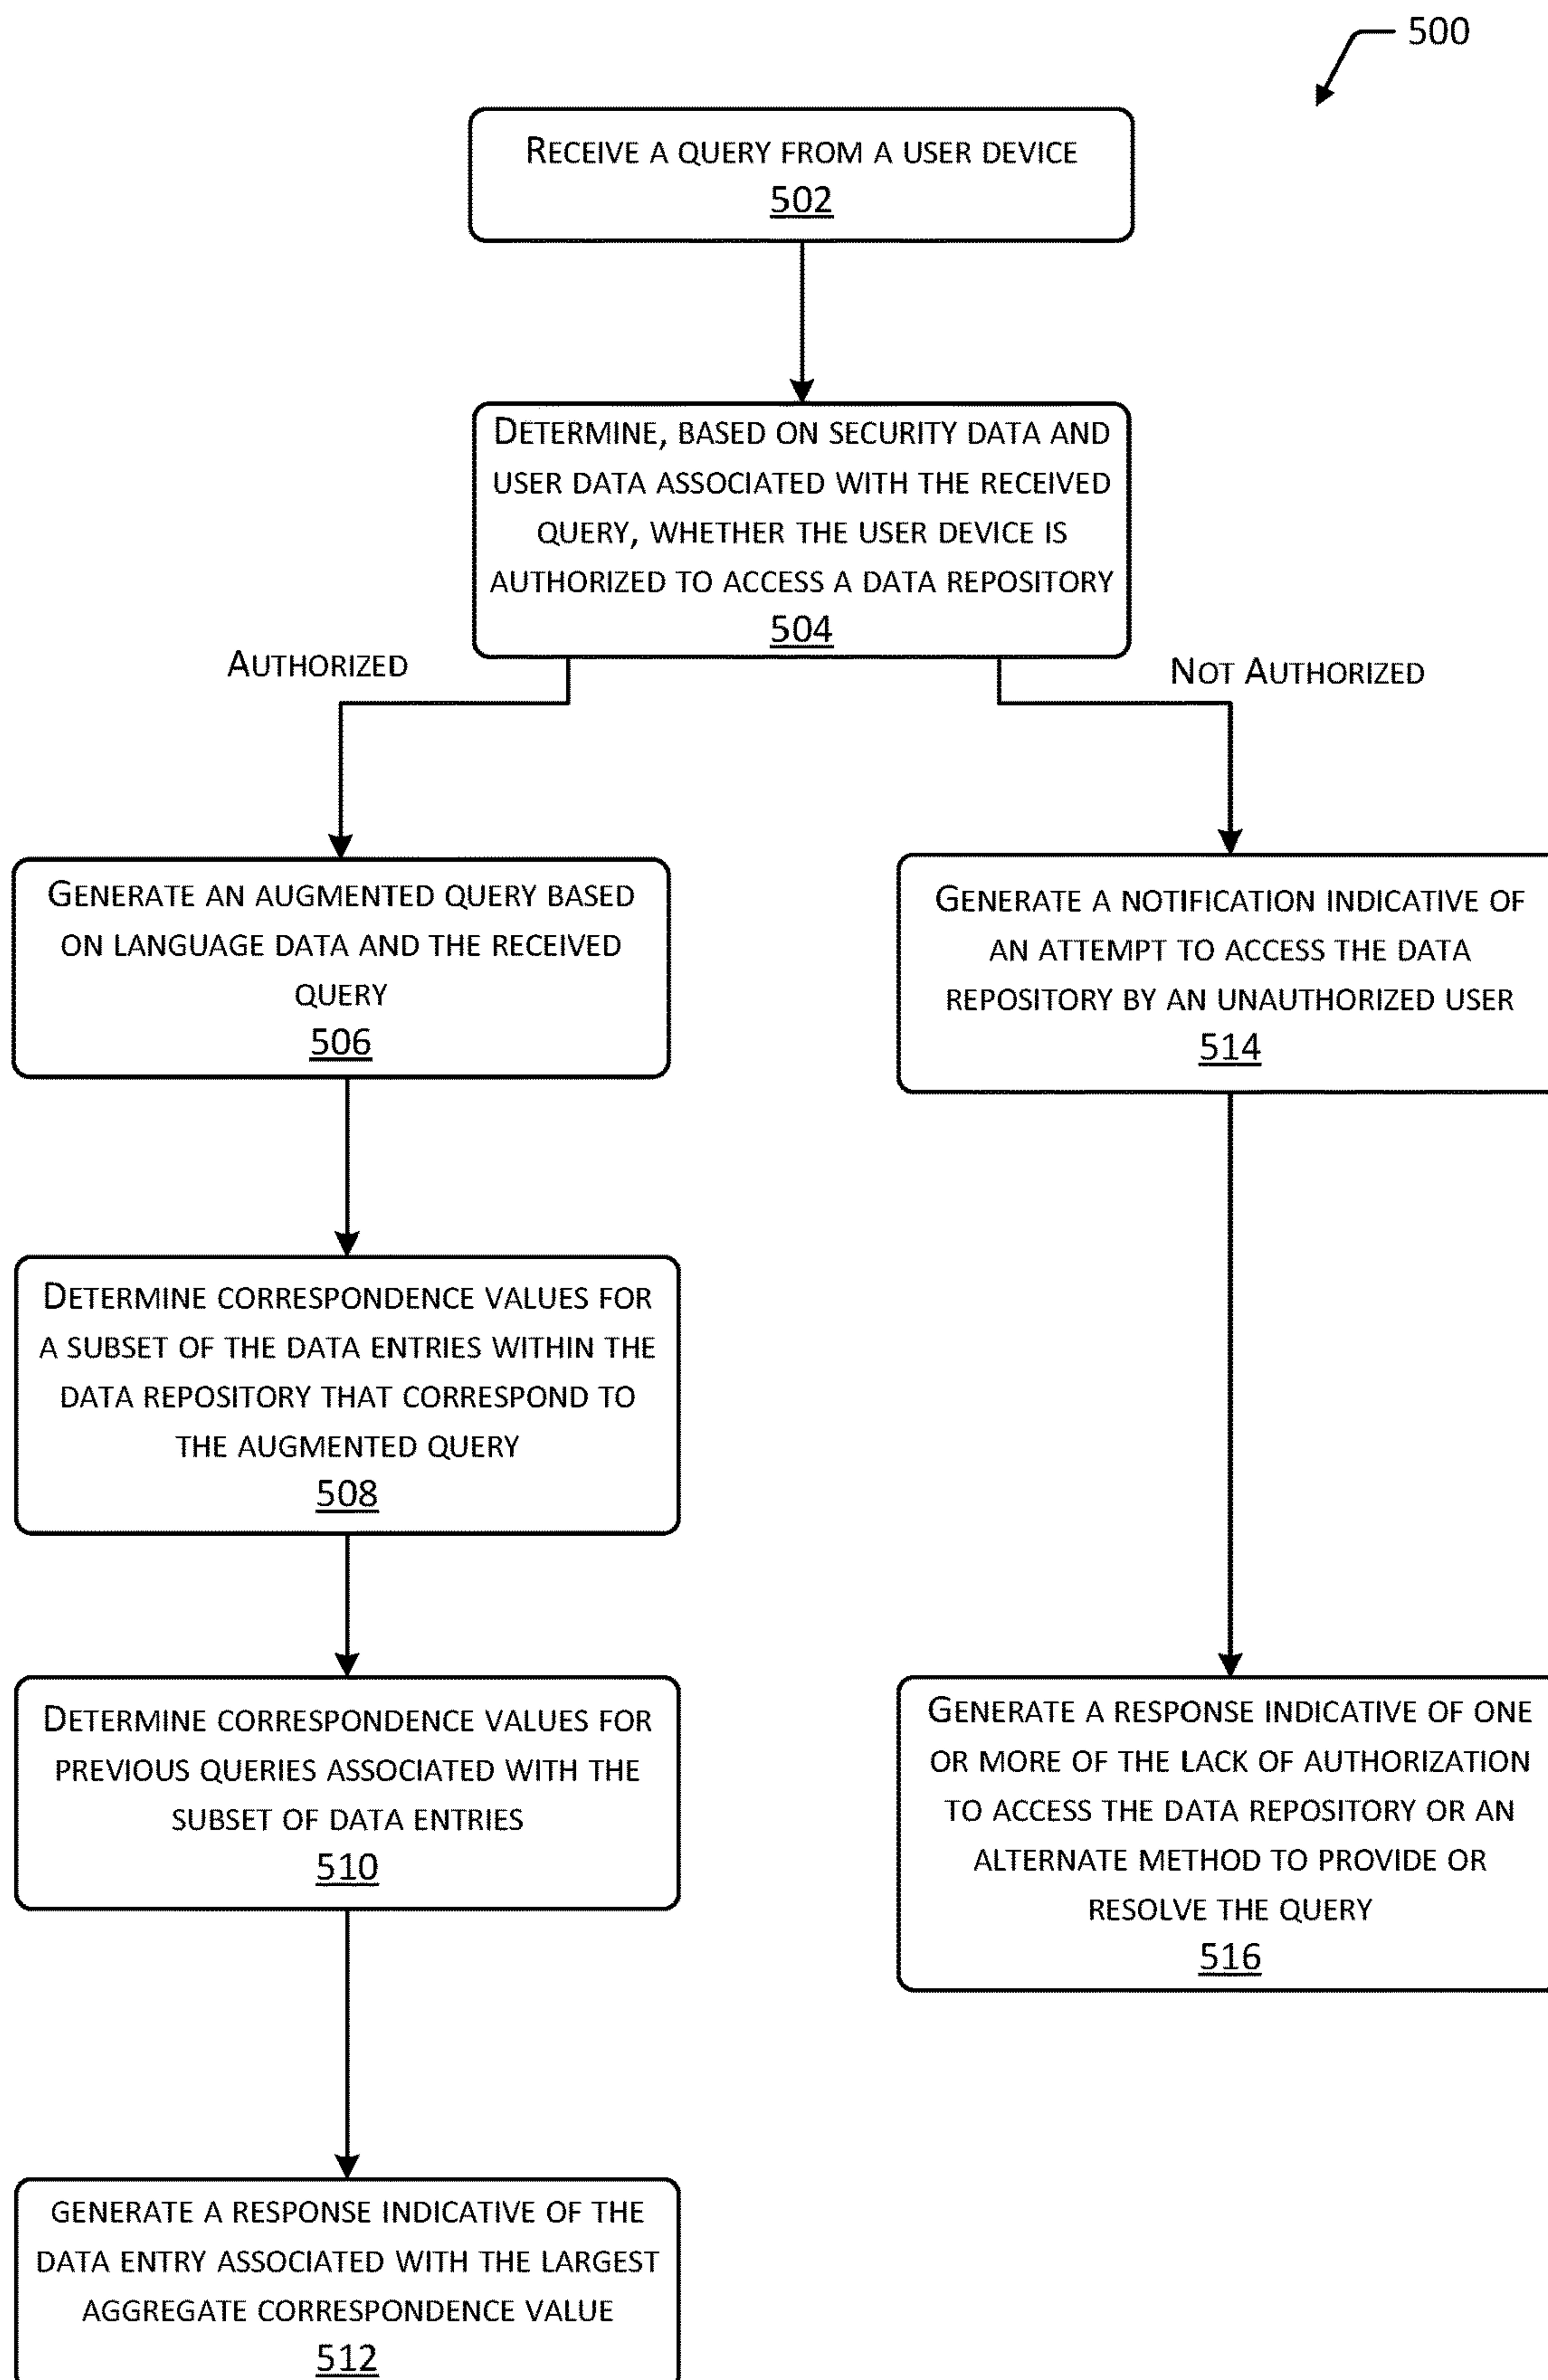 500
RECEIVE A QUERY FROM A USER DEVICE
502
DETERMINE, BASED ON SECURITY DATA AND
USER DATA ASSOCIATED WITH THE RECEIVED
QUERY, WHETHER THE USER DEVICE IS
AUTHORIZED TO ACCESS A DATA REPOSITORY
504
AUTHORIZED
NOT AUTHORIZED
GENERATE AN AUGMENTED QUERY BASED
ON LANGUAGE DATA AND THE RECEIVED
QUERY
506
DETERMINE CORRESPONDENCE VALUES FOR
A SUBSET OF THE DATA ENTRIES WITHIN THE
DATA REPOSITORY THAT CORRESPOND TO
THE AUGMENTED QUERY
508
DETERMINE CORRESPONDENCE VALUES FOR
PREVIOUS QUERIES ASSOCIATED WITH THE
SUBSET OF DATA ENTRIES
510
GENERATE A RESPONSE INDICATIVE OF THE
DATA ENTRY ASSOCIATED WITH THE LARGEST
AGGREGATE CORRESPONDENCE VALUE
512
GENERATE A NOTIFICATION INDICATIVE OF
AN ATTEMPT TO ACCESS THE DATA
REPOSITORY BY AN UNAUTHORIZED USER
514
GENERATE A RESPONSE INDICATIVE OF ONE
OR MORE OF THE LACK OF AUTHORIZATION
TO ACCESS THE DATA REPOSITORY OR AN
ALTERNATE METHOD TO PROVIDE OR
RESOLVE THE QUERY
516